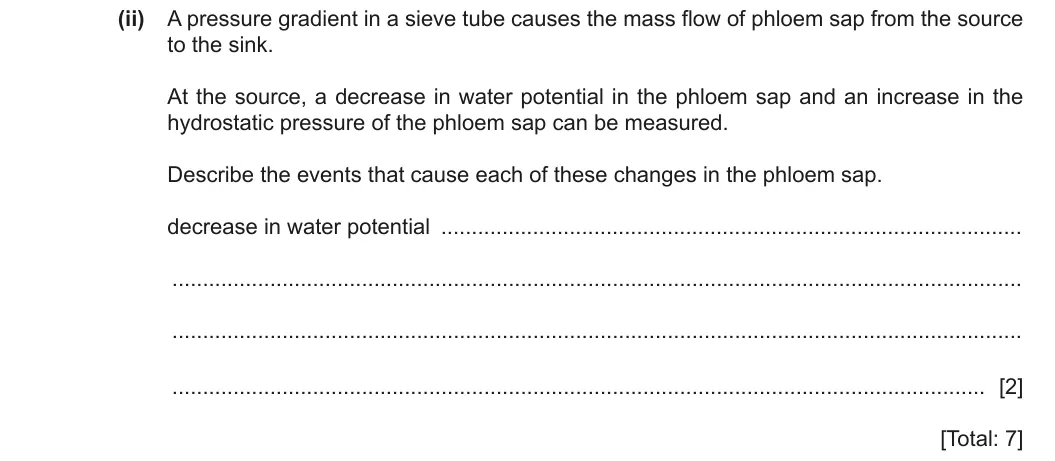 (ii) A pressure gradient in a sieve tube causes the mass flow of phloem sap from the source
to the sink.
At the source, a decrease in water potential in the phloem sap and an increase in the
hydrostatic pressure of the phloem sap can be measured.
Describe the events that cause each of these changes in the phloem sap.
decrease in water potential ................................................................................................
............................................................................................................................................
............................................................................................................................................
...................................................................................................................................... [2]
[Total: 7]